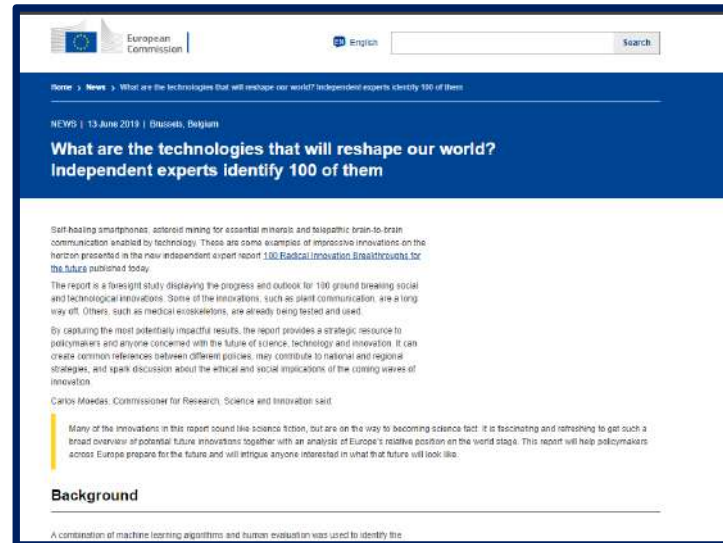 European
Commission
EN English
Search
Home > News > What are the technologies that will reshape our world? Independent experts identify 100 of them
NEWS | 13 June 2019 | Brussels, Belgium
What are the technologies that will reshape our world?
Independent experts identify 100 of them
Self-healing smartphones, asteroid mining for essential minerals and telepathic brain-to-brain
communication enabled by technology. These are some examples of impressive innovations on the
horizon presented in the new independent expert report 100 Radical Innovation Breakthroughs for
the future published today.
The report is a foresight study displaying the progress and outlook for 100 ground breaking social
and technological innovations. Some of the innovations, such as plant communication, are a long
way off. Others, such as medical exoskeletons, are already being tested and used.
By capturing the most potentially impactful results, the report provides a strategic resource to
policymakers and anyone concerned with the future of science, technology and innovation. It can
create common references between different policies, may contribute to national and regional
strategies, and spark discussion about the ethical and social implications of the coming waves of
innovation.
Carlos Moedas, Commissioner for Research, Science and Innovation said:
Many of the innovations in this report sound like science fiction, but are on the way to becoming science fact. It is fascinating and refreshing to get such a
broad overview of potential future innovations together with an analysis of Europe's relative position on the world stage. This report will help policymakers
across Europe prepare for the future and will intrigue anyone interested in what that future will look like.
Background
A combination of machine learning algorithms and human evaluation was used to identify the